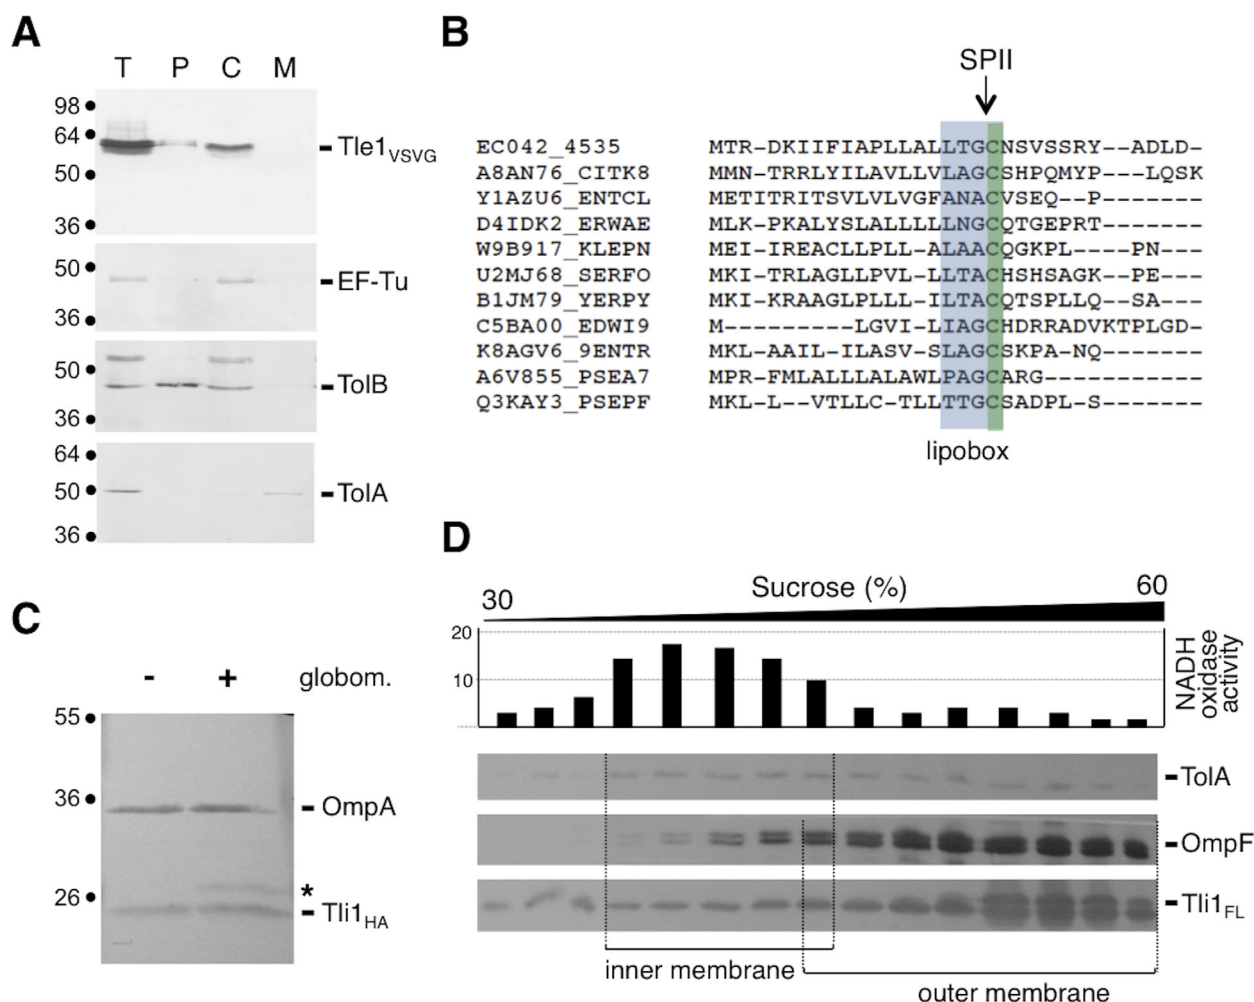 A
T P C M
98
64
50
36
Tle1VSVG
50
36
EF-Tu
50
36
TolB
64
50
36
TolA
B
SPII
EC042_4535 MTR-DKIIFIAPLLALLTGCNSVSSRY--ADLD-
A8AN76_CITK8 MMN-TRRLYILAVLLVLAGCSHPQMYP---LQSK
Y1AZU6_ENTCL METITRITSVLVLVGFANACVSEQ--P-------
D4IDK2_ERWAE MLK-PKALYSLALLLLLNGCQTGEPRT-------
W9B917_KLEPN MEI-IREACLLPLL-ALAACQGKPL-----PN---
U2MJ68_SERFO MKI-TRLAGLLPVL-LLTACHSHSAGK--PE---
B1JM79_YERPY MKI-KRAAGLPLLL-ILTACQTSPLLQ--SA---
C5BA00_EDWI9 M---------LGVI-LIAGCHDRRADVKTPLGD-
K8AGV6_9ENTR MKL-AAIL-ILASV-SLAGCSKPA-NQ-------
A6V855_PSEA7 MPR-FMLALLLALAWLPAGCARG-----------
Q3KAY3_PSEPF MKL-L--VTLLC-TLLTTGCSADPL-S-------
lipobox
C
- + globom.
55
36
26
OmpA
*
Tli1HA
D
Sucrose (%)
30
60
20
10
NADH
oxidase
activity
TolA
OmpF
Tli1FL
inner membrane
outer membrane